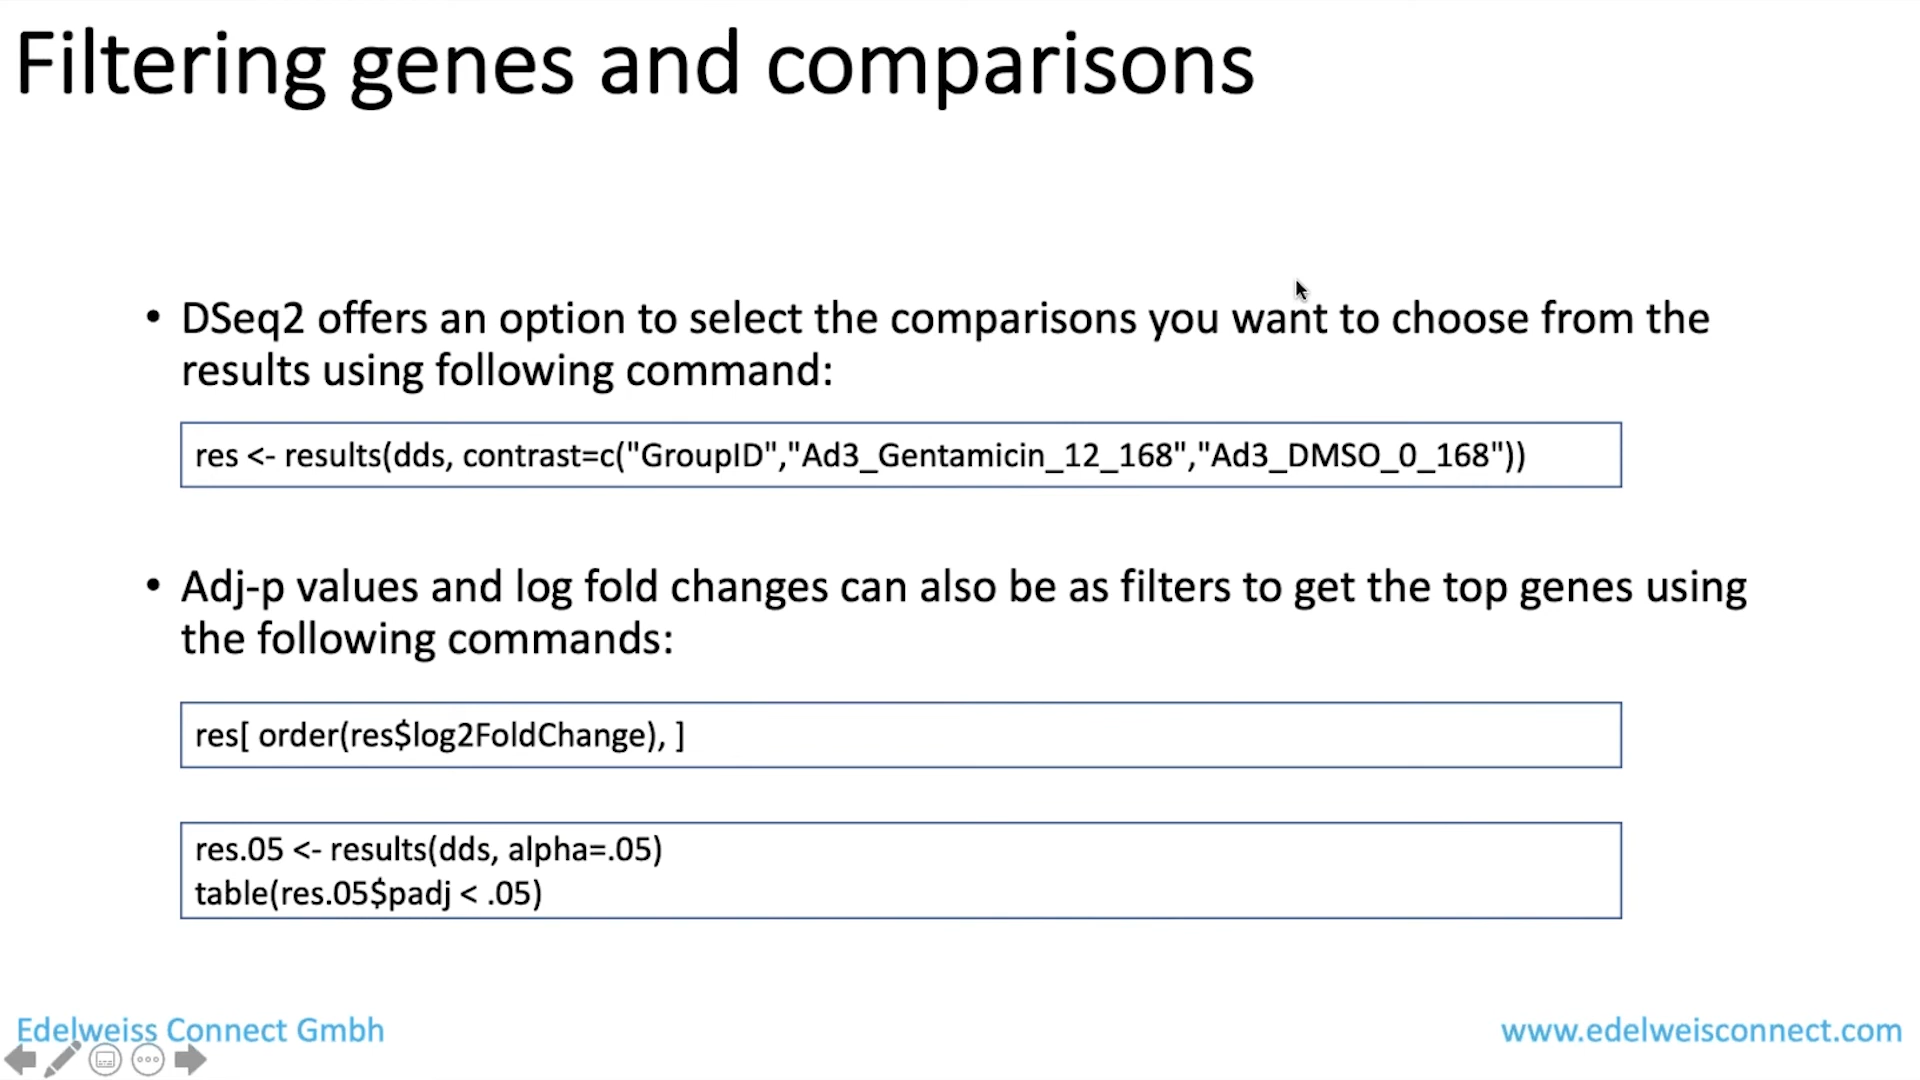 Filtering genes and comparisons
• DSeq2 offers an option to select the comparisons you want to choose from the
results using following command:
res <- results(dds, contrast=c("GroupID","Ad3_Gentamicin_12_168","Ad3_DMSO_0_168"))
• Adj-p values and log fold changes can also be as filters to get the top genes using
the following commands:
res[ order(res$log2FoldChange), ]
res.05 <- results(dds, alpha=.05)
table(res.05$padj < .05)
Edelweiss Connect Gmbh
www.edelweisconnect.com